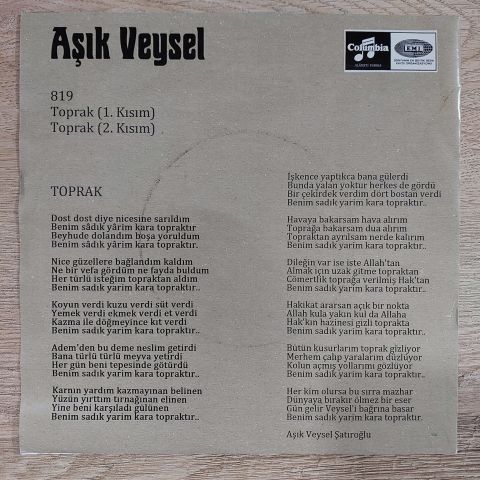 Aşık Veysel
Columbia
EMI
819
Toprak (1. Kısım)
Toprak (2. Kısım)
TOPRAK
Dost dost diye nicesine sarıldım
Benim sâdık yârim kara topraktır
Beyhude dolandım boşa yoruldum
Benim sâdık yarim kara topraktır..
Nice güzellere bağlandım kaldım
Ne bir vefa gördüm ne fayda buldum
Her türlü isteğim topraktan aldım
Benim sadık yarim kara topraktır..
Koyun verdi kuzu verdi süt verdi
Yemek verdi ekmek verdi et verdi
Kazma ile döğmeyince kıt verdi
Benim sadık yarim kara topraktır..
Adem'den bu deme neslim getirdi
Bana türlü türlü meyva yetirdi
Her gün beni tepesinde götürdü
Benim sadık yarim kara topraktır..
Karnın yardım kazmayınan belinen
Yüzün yırttım tırnağınan elinen
Yine beni karşıladı gülünen
Benim sadık yarim kara topraktır..
İşkence yaptıkca bana gülerdi
Bunda yalan yoktur herkes de gördü
Bir çekirdek verdim dört bostan verdi
Benim sadık yarim kara topraktır..
Havaya bakarsam hava alırım
Toprağa bakarsam dua alırım
Topraktan ayrılsam nerde kalırım
Benim sadık yarim kara topraktır..
Dileğin var ise iste Allah'tan
Almak için uzak gitme topraktan
Cömertlik toprağa verilmiş Hak'tan
Benim sadık yarim kara topraktır..
Hakikat ararsan açık bir nokta
Allah kula yakın kul da Allaha
Hak'kın hazinesi gizli toprakta
Benim sadık yarim kara topraktır..
Bütün kusurlarım toprak gizliyor
Merhem çalıp yaralarım düzlüyor
Kolun açmış yollarımı gözlüyor
Benim sadık yarim kara topraktır..
Her kim olursa bu sırra mazhar
Dünyaya bırakır ölmez bir eser
Gün gelir Veysel'i bağrına basar
Benim sadık yarim kara topraktır.
Aşık Veysel Şatıroğlu